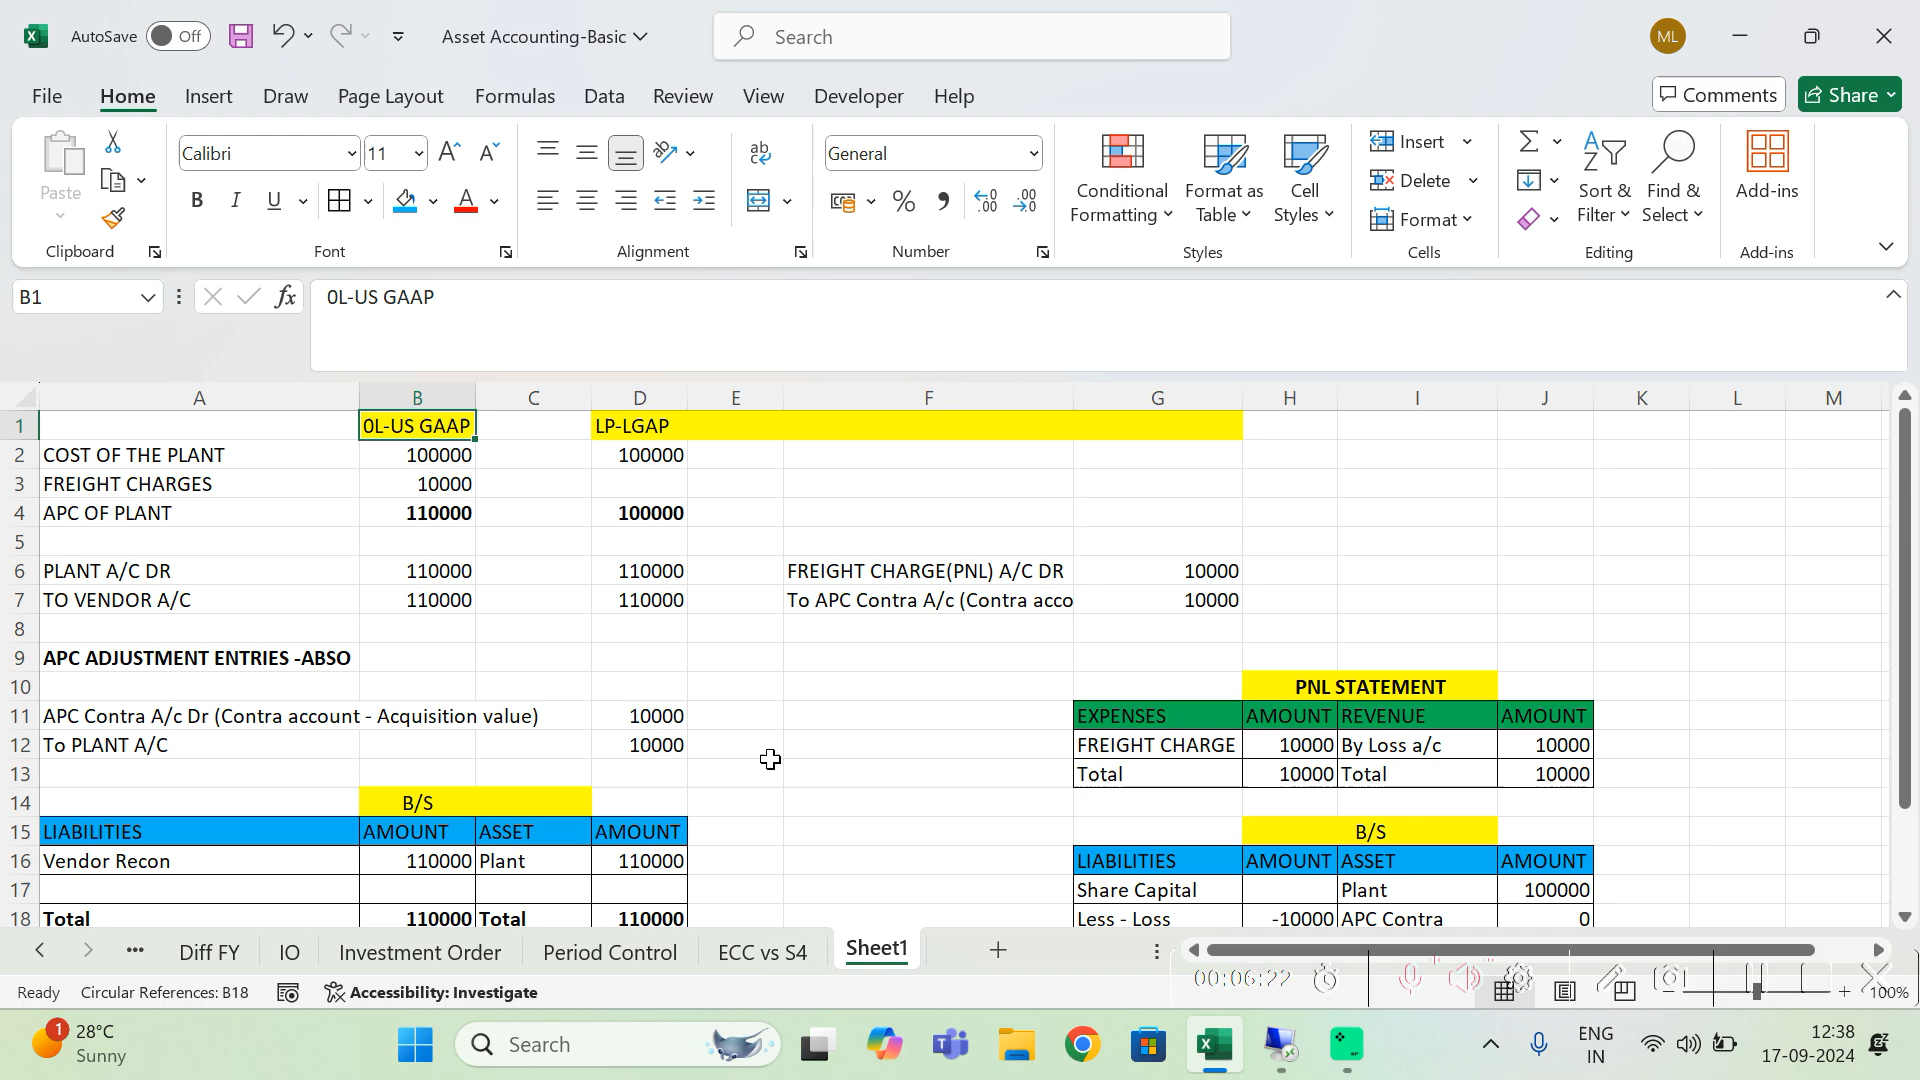 AutoSave Off Asset Accounting-Basic Search ML
File Home Insert Draw Page Layout Formulas Data Review View Developer Help Comments Share
Paste
Clipboard
Calibri 11
B I U
Font
ab
Alignment
General
Number
Conditional Formatting
Format as Table
Cell Styles
Styles
Insert
Delete
Format
Cells
Sort & Filter
Find & Select
Editing
Add-ins
Add-ins
B1 fx 0L-US GAAP
A B C D E F G H I J K L M
1 0L-US GAAP LP-LGAP
2 COST OF THE PLANT 100000 100000
3 FREIGHT CHARGES 10000
4 APC OF PLANT 110000 100000
5
6 PLANT A/C DR 110000 110000 FREIGHT CHARGE(PNL) A/C DR 10000
7 TO VENDOR A/C 110000 110000 To APC Contra A/c (Contra acco 10000
8
9 APC ADJUSTMENT ENTRIES -ABSO
10 PNL STATEMENT
11 APC Contra A/c Dr (Contra account - Acquisition value) 10000 EXPENSES AMOUNT REVENUE AMOUNT
12 To PLANT A/C 10000 FREIGHT CHARGE 10000 By Loss a/c 10000
13 Total 10000 Total 10000
14 B/S
15 LIABILITIES AMOUNT ASSET AMOUNT B/S
16 Vendor Recon 110000 Plant 110000 LIABILITIES AMOUNT ASSET AMOUNT
17 Share Capital Plant 100000
18 Total 110000 Total 110000 Less - Loss -10000 APC Contra 0
Diff FY IO Investment Order Period Control ECC vs S4 Sheet1
00:06:22
Ready Circular References: B18 Accessibility: Investigate 100%
1 28°C
Sunny
Search
ENG
IN
12:38
17-09-2024